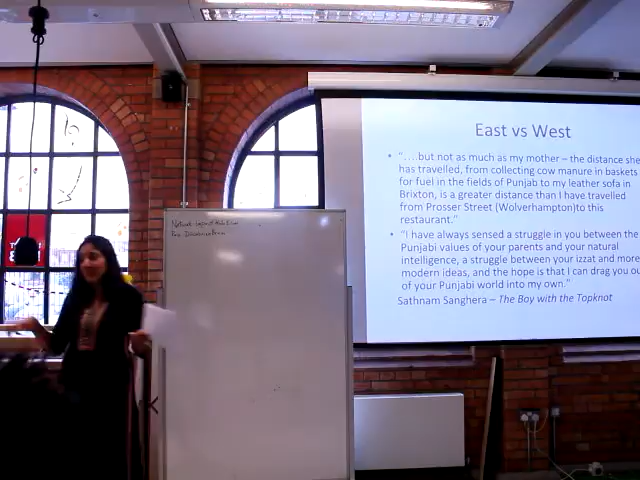 East vs West
• "....but not as much as my mother – the distance she
has travelled, from collecting cow manure in baskets
for fuel in the fields of Punjab to my leather sofa in
Brixton, is a greater distance than I have travelled
from Prosser Street (Wolverhampton)to this
restaurant."
• "I have always sensed a struggle in you between the
Punjabi values of your parents and your natural
intelligence, a struggle between your izzat and more
modern ideas, and the hope is that I can drag you ou
of your Punjabi world into my own."
Sathnam Sanghera – The Boy with the Topknot